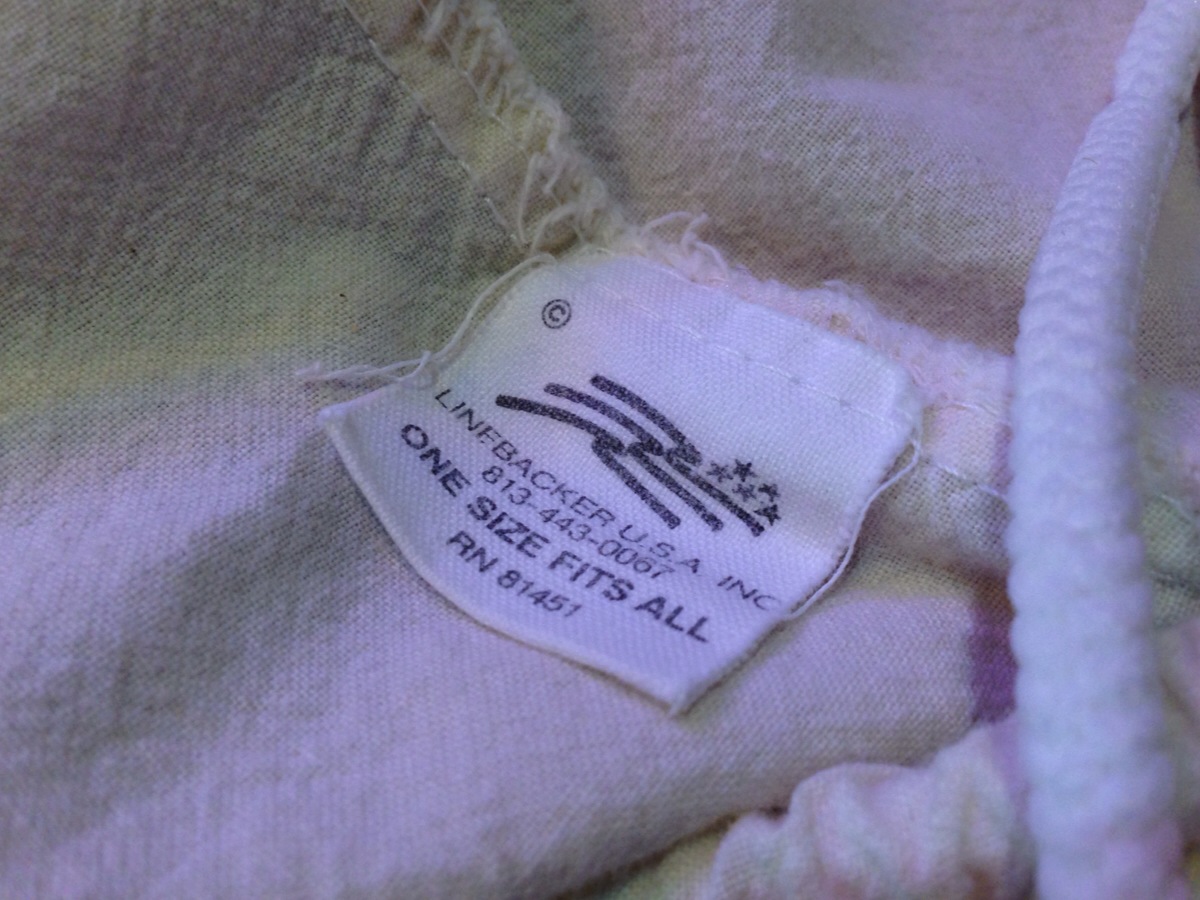 ©
LINEBACKER U.S.A. INC
813-443-0067
ONE SIZE FITS ALL
RN 81451